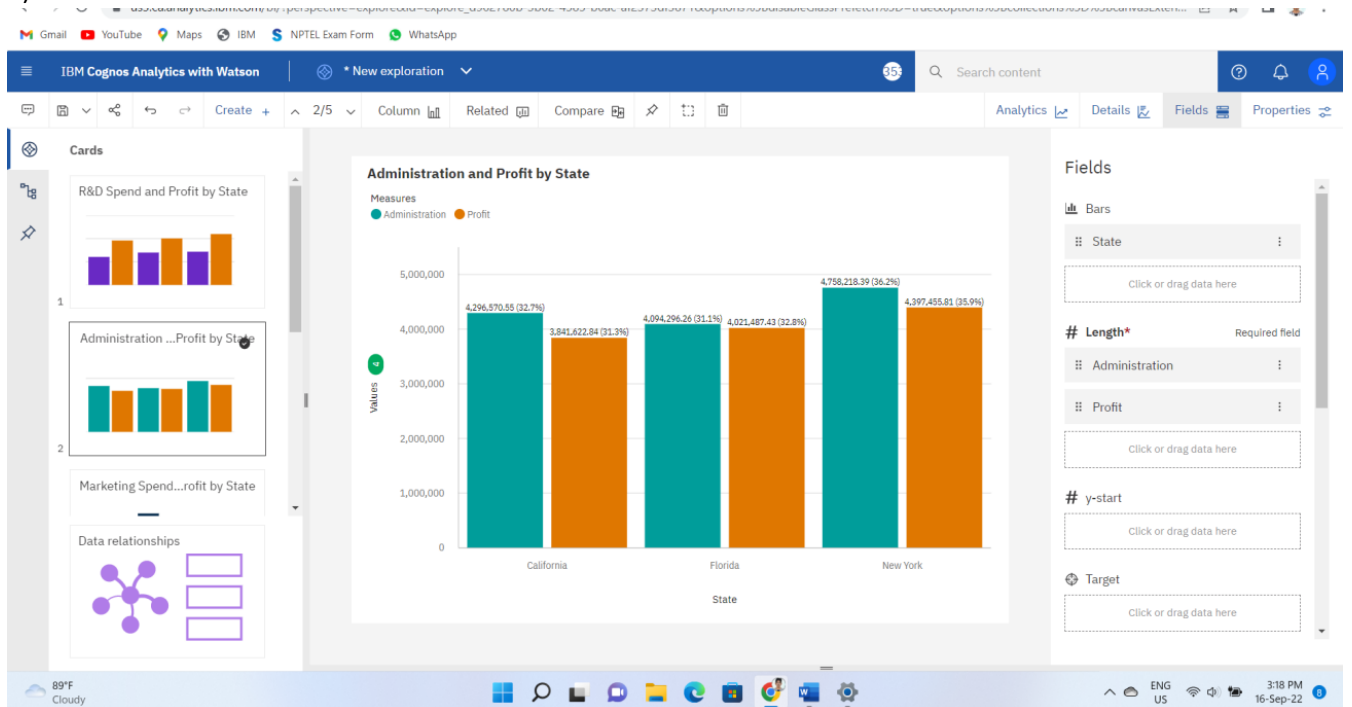 Gmail YouTube Maps IBM NPTEL Exam Form WhatsApp
IBM Cognos Analytics with Watson * New exploration Search content
Create + 2/5 Column Related Compare Analytics Details Fields Properties
Cards
R&D Spend and Profit by State
1
Administration ...Profit by State
2
Marketing Spend...rofit by State
Data relationships
Administration and Profit by State
Measures
Administration Profit
5,000,000
4,000,000
3,000,000
2,000,000
1,000,000
0
Values 4
4,296,570.55 (32.7%)
3,841,622.84 (31.3%)
4,094,296.26 (31.1%)
4,021,487.43 (32.8%)
4,758,218.39 (36.2%)
4,397,455.81 (35.9%)
California Florida New York
State
Fields
Bars
State
Click or drag data here
# Length* Required field
Administration
Profit
Click or drag data here
# y-start
Click or drag data here
Target
Click or drag data here
89°F
Cloudy
ENG
US
3:18 PM
16-Sep-22
8